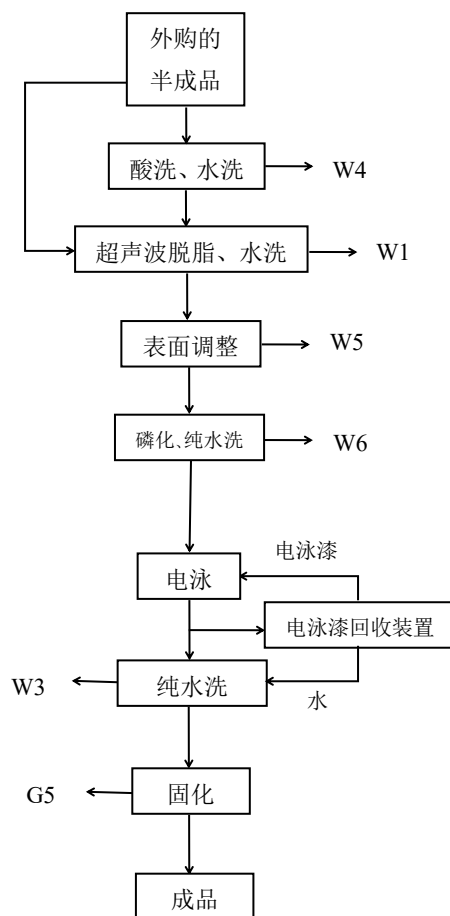 外购的
半成品
酸洗、水洗
W4
超声波脱脂、水洗
W1
表面调整
W5
磷化、纯水洗
W6
电泳漆
电泳
电泳漆回收装置
W3
纯水洗
水
G5
固化
成品